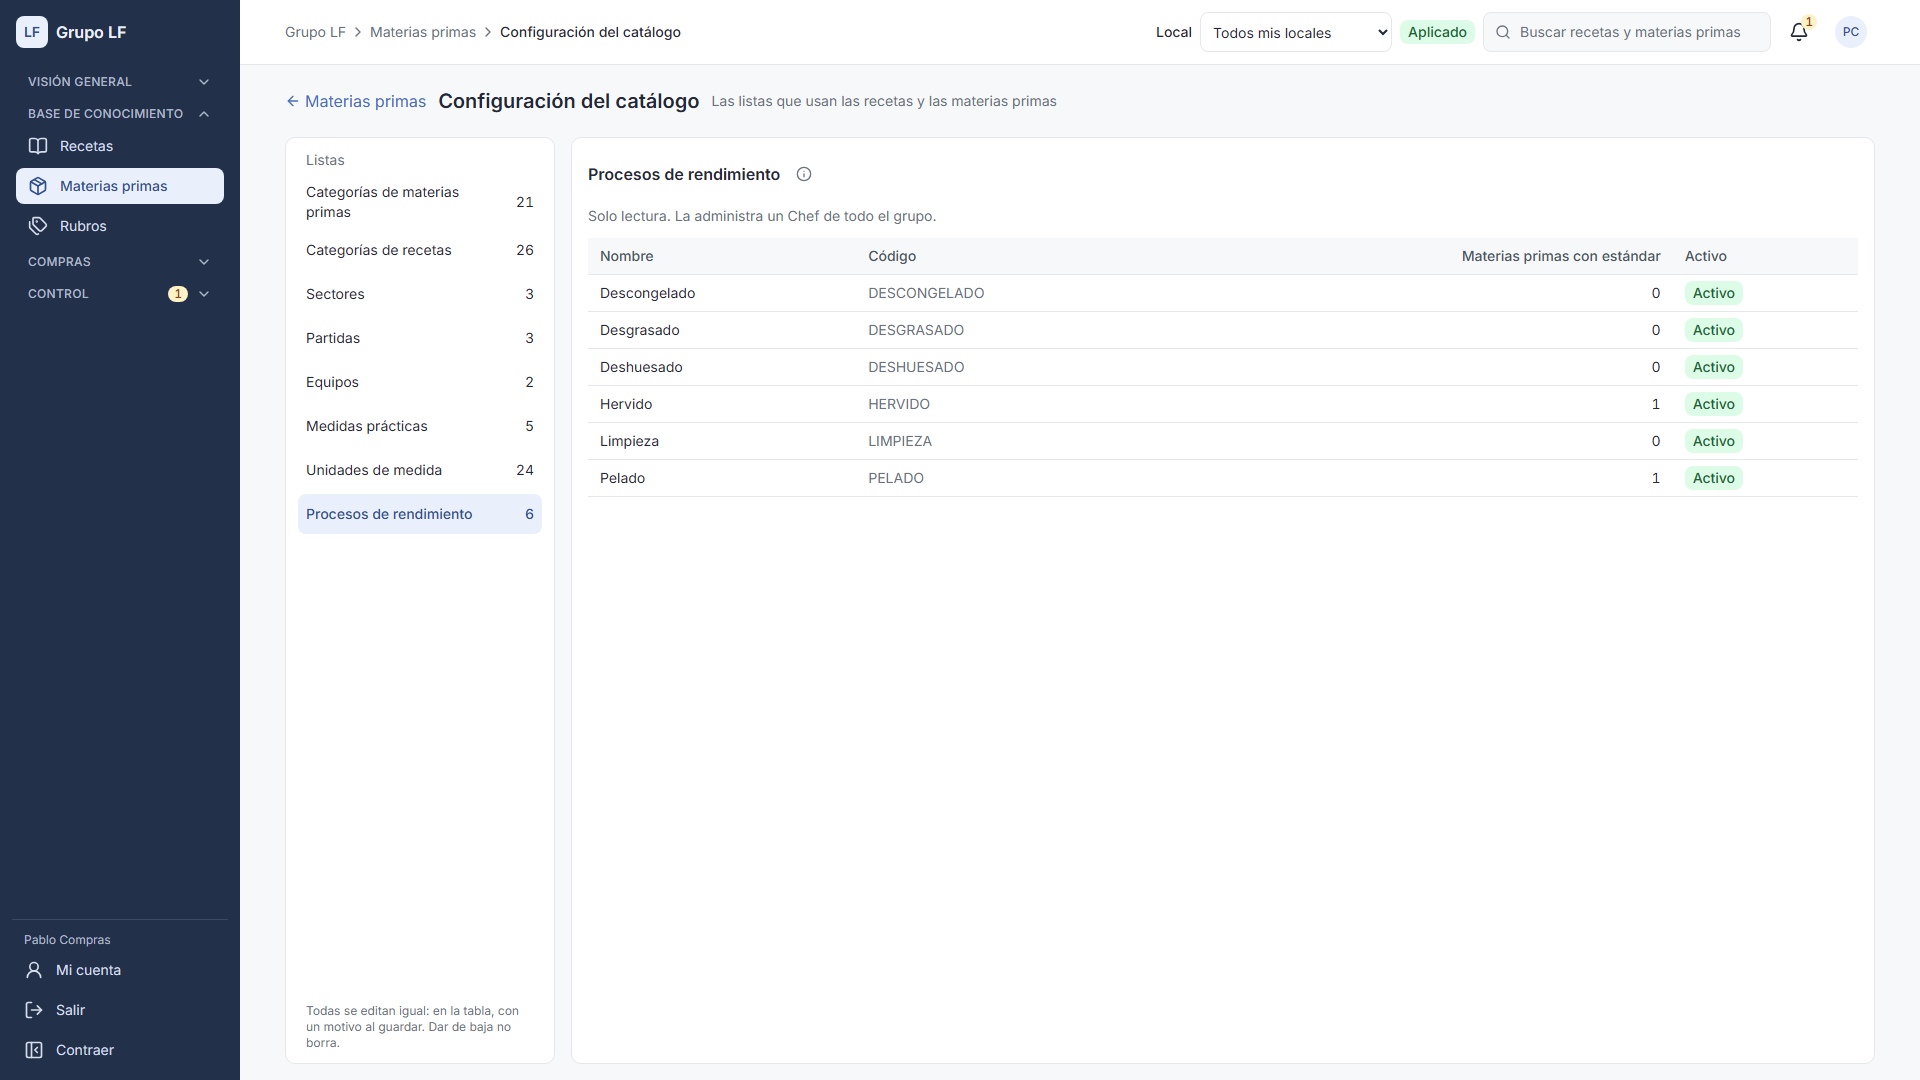 LF Grupo LF
VISIÓN GENERAL
BASE DE CONOCIMIENTO
Recetas
Materias primas
Rubros
COMPRAS
CONTROL 1
Pablo Compras
Mi cuenta
Salir
Contraer
Grupo LF > Materias primas > Configuración del catálogo
Local Todos mis locales Aplicado Buscar recetas y materias primas 1 PC
← Materias primas Configuración del catálogo Las listas que usan las recetas y las materias primas
Listas
Categorías de materias
primas 21
Categorías de recetas 26
Sectores 3
Partidas 3
Equipos 2
Medidas prácticas 5
Unidades de medida 24
Procesos de rendimiento 6
Todas se editan igual: en la tabla, con
un motivo al guardar. Dar de baja no
borra.
Procesos de rendimiento
Solo lectura. La administra un Chef de todo el grupo.
Nombre Código Materias primas con estándar Activo
Descongelado DESCONGELADO 0 Activo
Desgrasado DESGRASADO 0 Activo
Deshuesado DESHUESADO 0 Activo
Hervido HERVIDO 1 Activo
Limpieza LIMPIEZA 0 Activo
Pelado PELADO 1 Activo